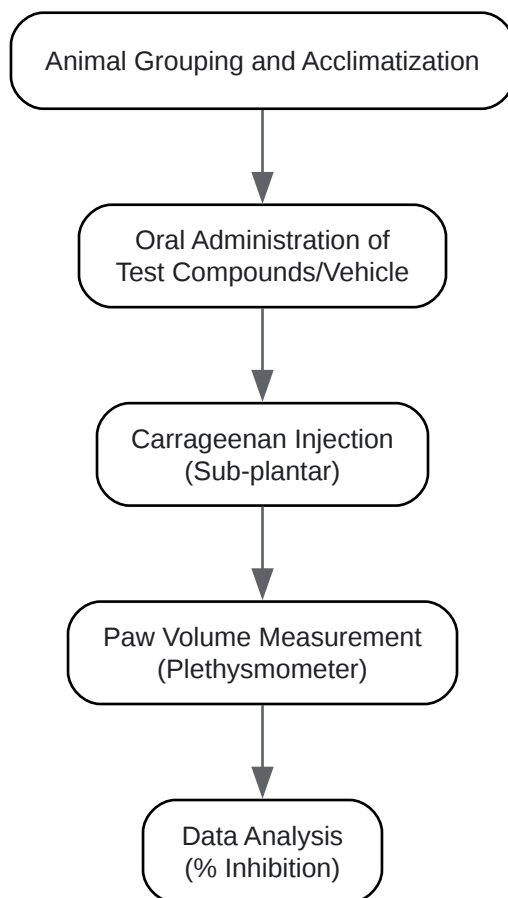 Animal Grouping and Acclimatization
Oral Administration of
Test Compounds/Vehicle
Carrageenan Injection
(Sub-plantar)
Paw Volume Measurement
(Plethysmometer)
Data Analysis
(% Inhibition)